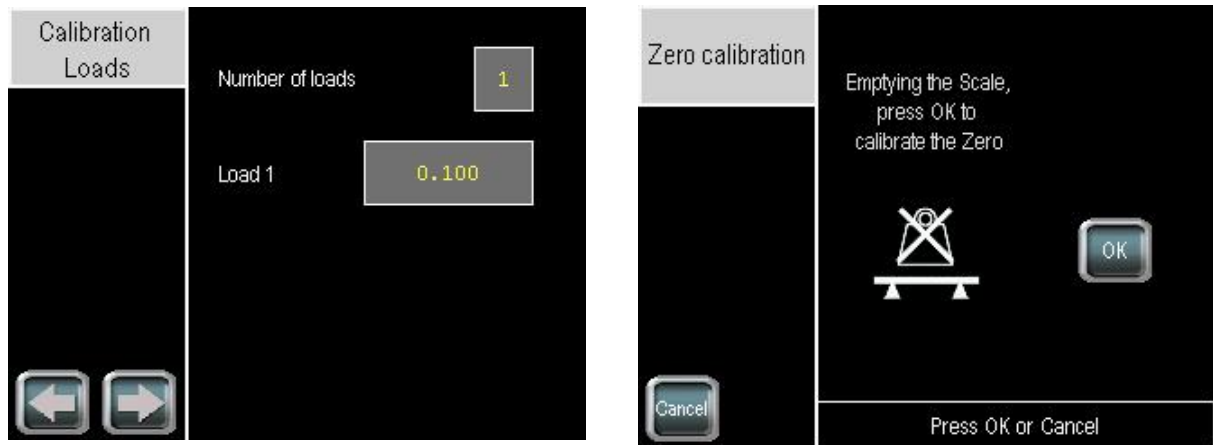 Calibration
Loads
Number of loads
1
Load 1
0.100
Zero calibration
Emptying the Scale,
press OK to
calibrate the Zero
OK
Cancel
Press OK or Cancel